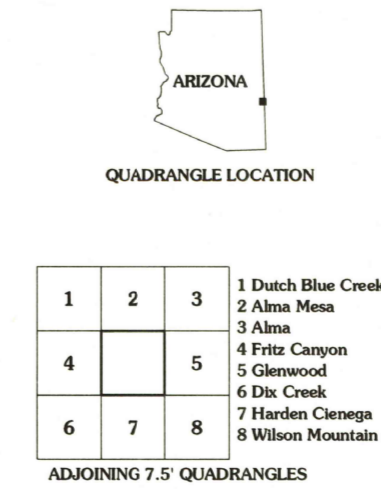 ARIZONA
QUADRANGLE LOCATION
1 2 3
4 5
6 7 8
1 Dutch Blue Creek
2 Alma Mesa
3 Alma
4 Fritz Canyon
5 Glenwood
6 Dix Creek
7 Harden Cienega
8 Wilson Mountain
ADJOINING 7.5' QUADRANGLES